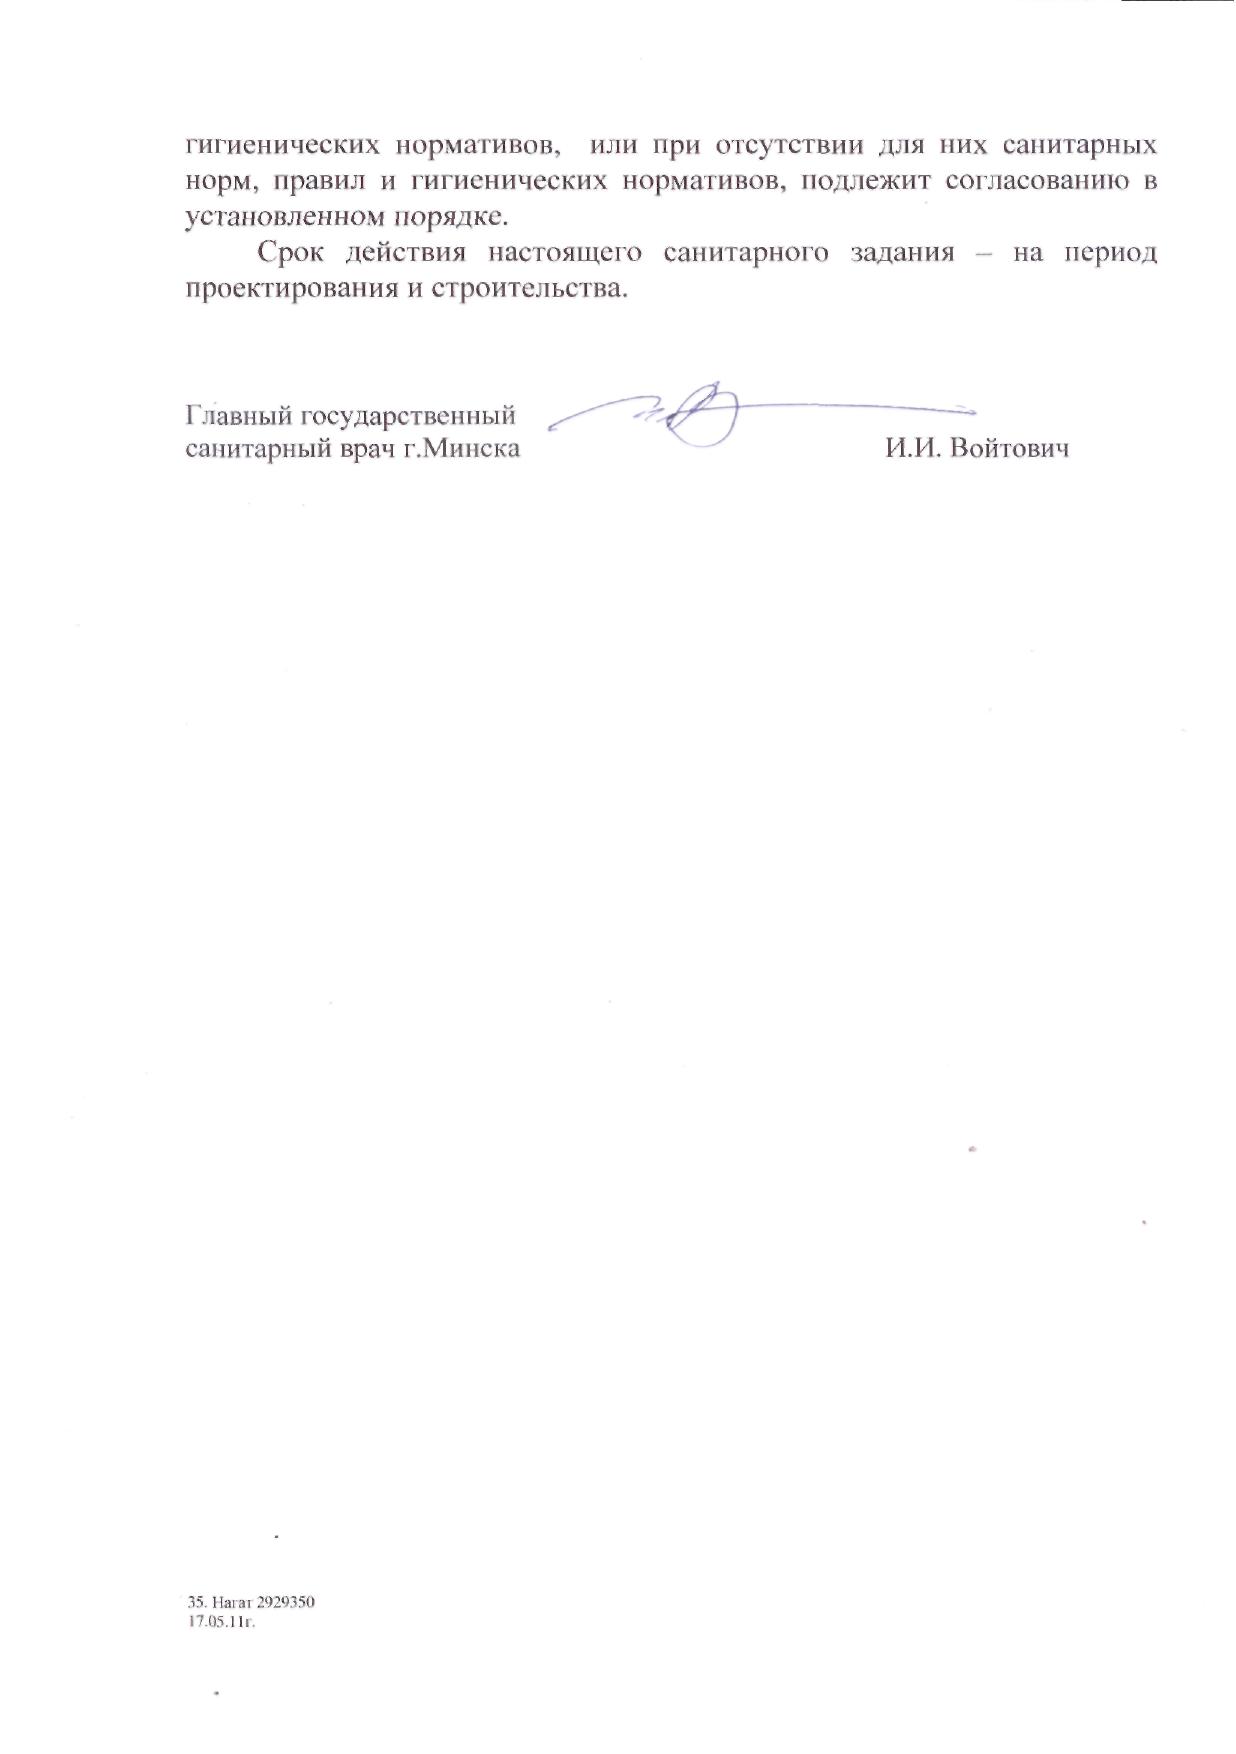 гигиенических нормативов, или при отсутствии для них санитарных
норм, правил и гигиенических нормативов, подлежит согласованию в
установленном порядке.
Срок действия настоящего санитарного задания – на период
проектирования и строительства.
Главный государственный
санитарный врач г.Минска
И.И. Войтович
35. Нагат 2929350
17.05.11г.